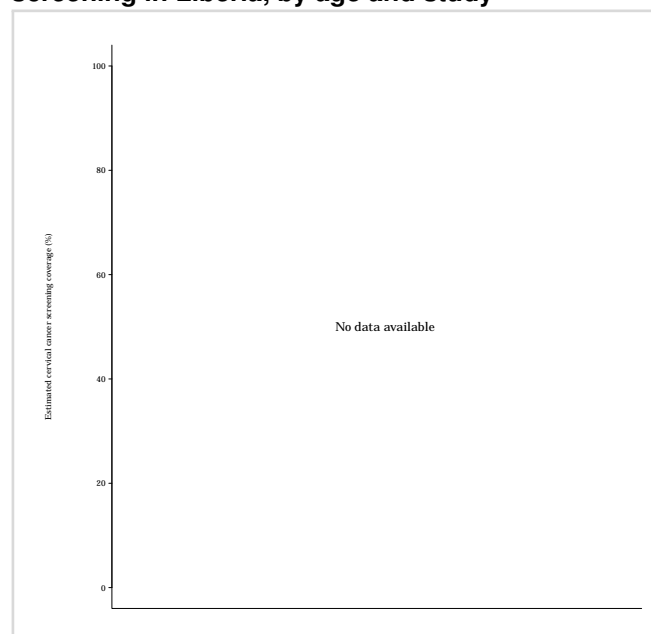 screening in Liberia, by age and study
100
80
60
40
20
0
Estimated cervical cancer screening coverage (%)
No data available